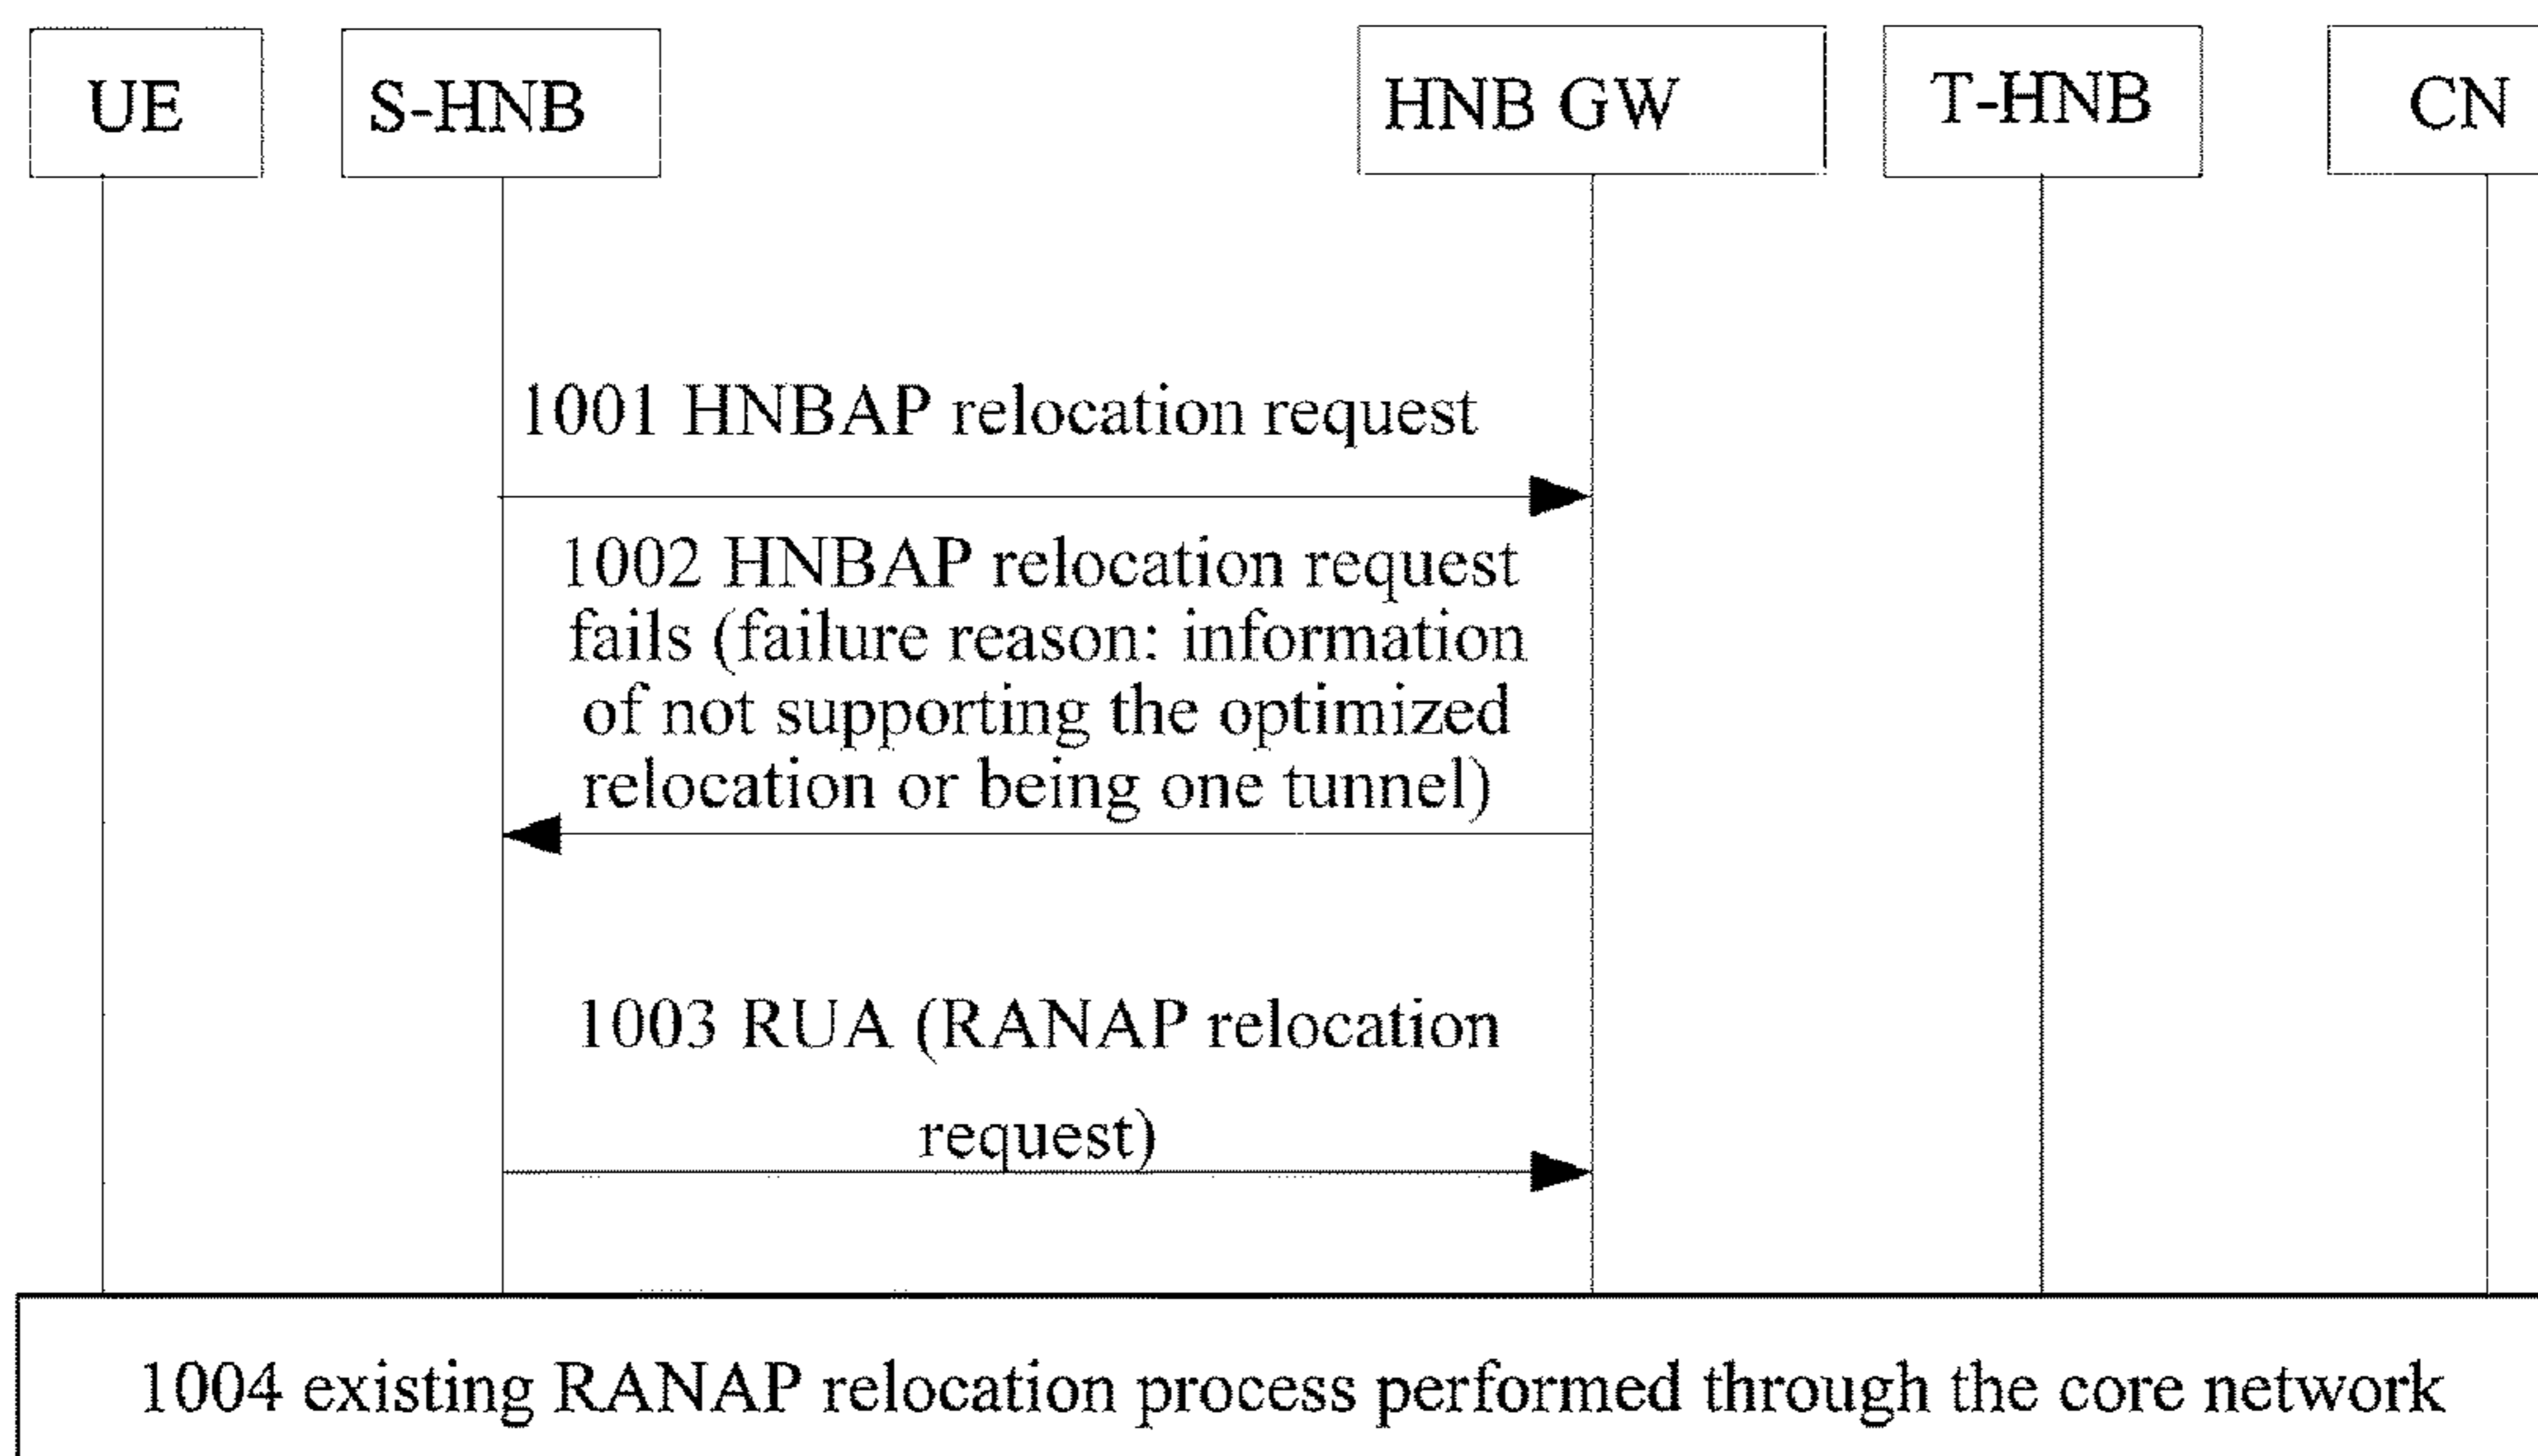 UE
S-HNB
HNB GW
T-HNB
CN
1001 HNBAP relocation request
1002 HNBAP relocation request
fails (failure reason: information
of not supporting the optimized
relocation or being one tunnel)
1003 RUA (RANAP relocation
request)
1004 existing RANAP relocation process performed through the core network